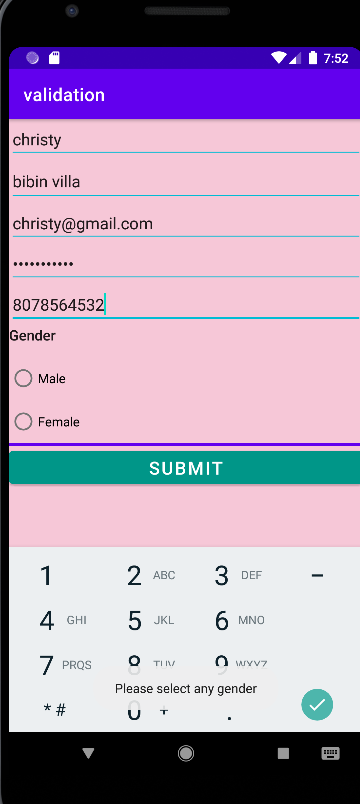 7:52
validation
christy
bibin villa
christy@gmail.com
•••••••••••
8078564532
Gender
Male
Female
SUBMIT
1 2 ABC 3 DEF -
4 GHI 5 JKL 6 MNO
7 PQRS 8 TUV 9 WXYZ
Please select any gender
* # 0 + .